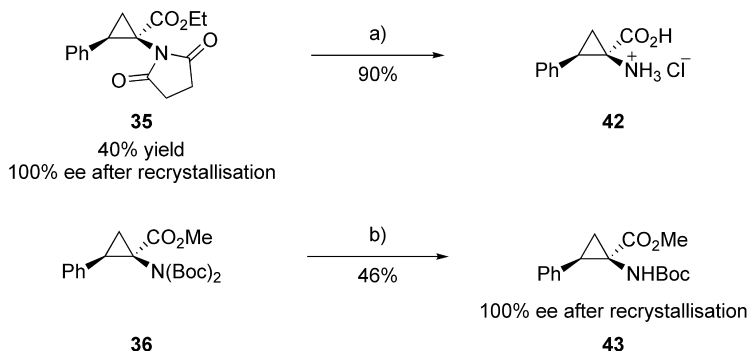 CO2Et
Ph
N
O
O
35
40% yield
100% ee after recrystallisation
a)
90%
CO2H
Ph
NH3 Cl−
+
42
CO2Me
Ph
N(Boc)2
36
b)
46%
CO2Me
Ph
NHBoc
100% ee after recrystallisation
43